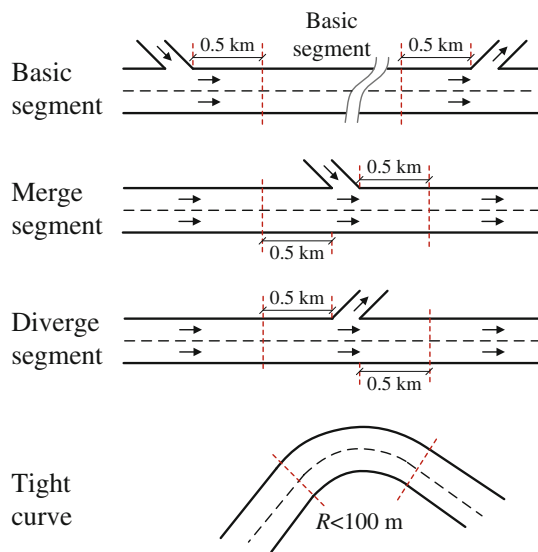 Basic
segment
0.5 km
0.5 km
Basic
segment
Merge
segment
0.5 km
0.5 km
Diverge
segment
0.5 km
0.5 km
Tight
curve
R<100 m